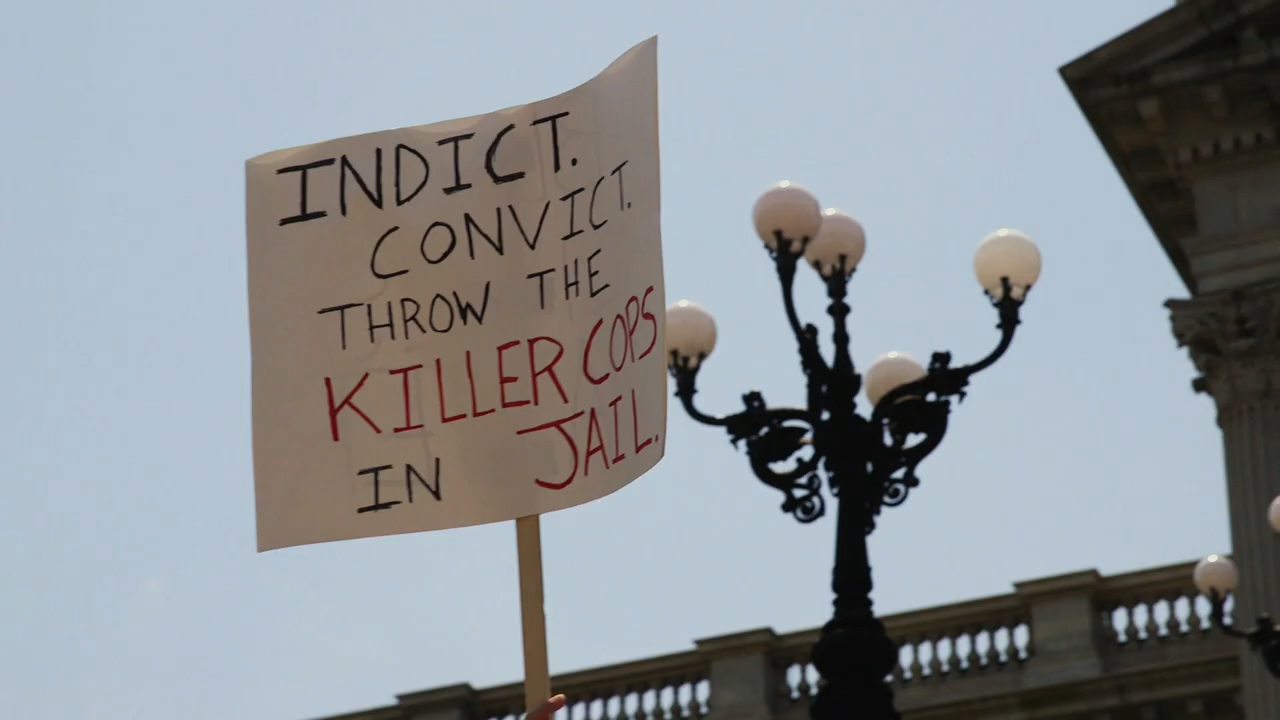 INDICT.
CONVICT.
THROW THE
KILLER COPS
IN JAIL.